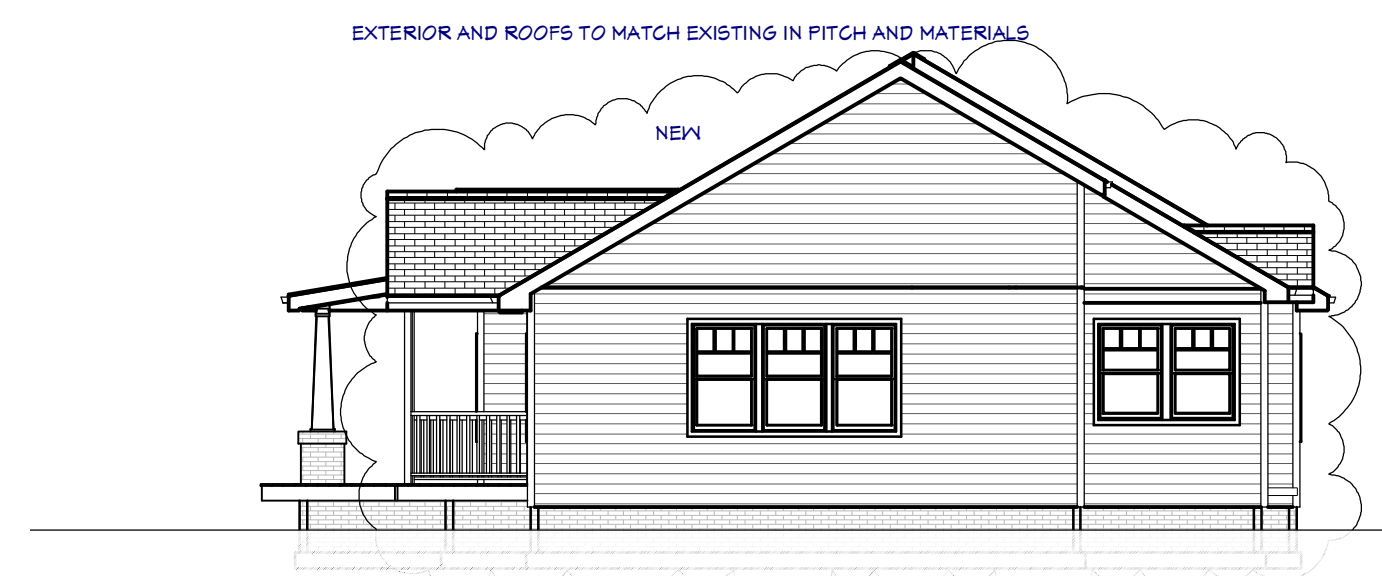 EXTERIOR AND ROOFS TO MATCH EXISTING IN PITCH AND MATERIALS
NEW